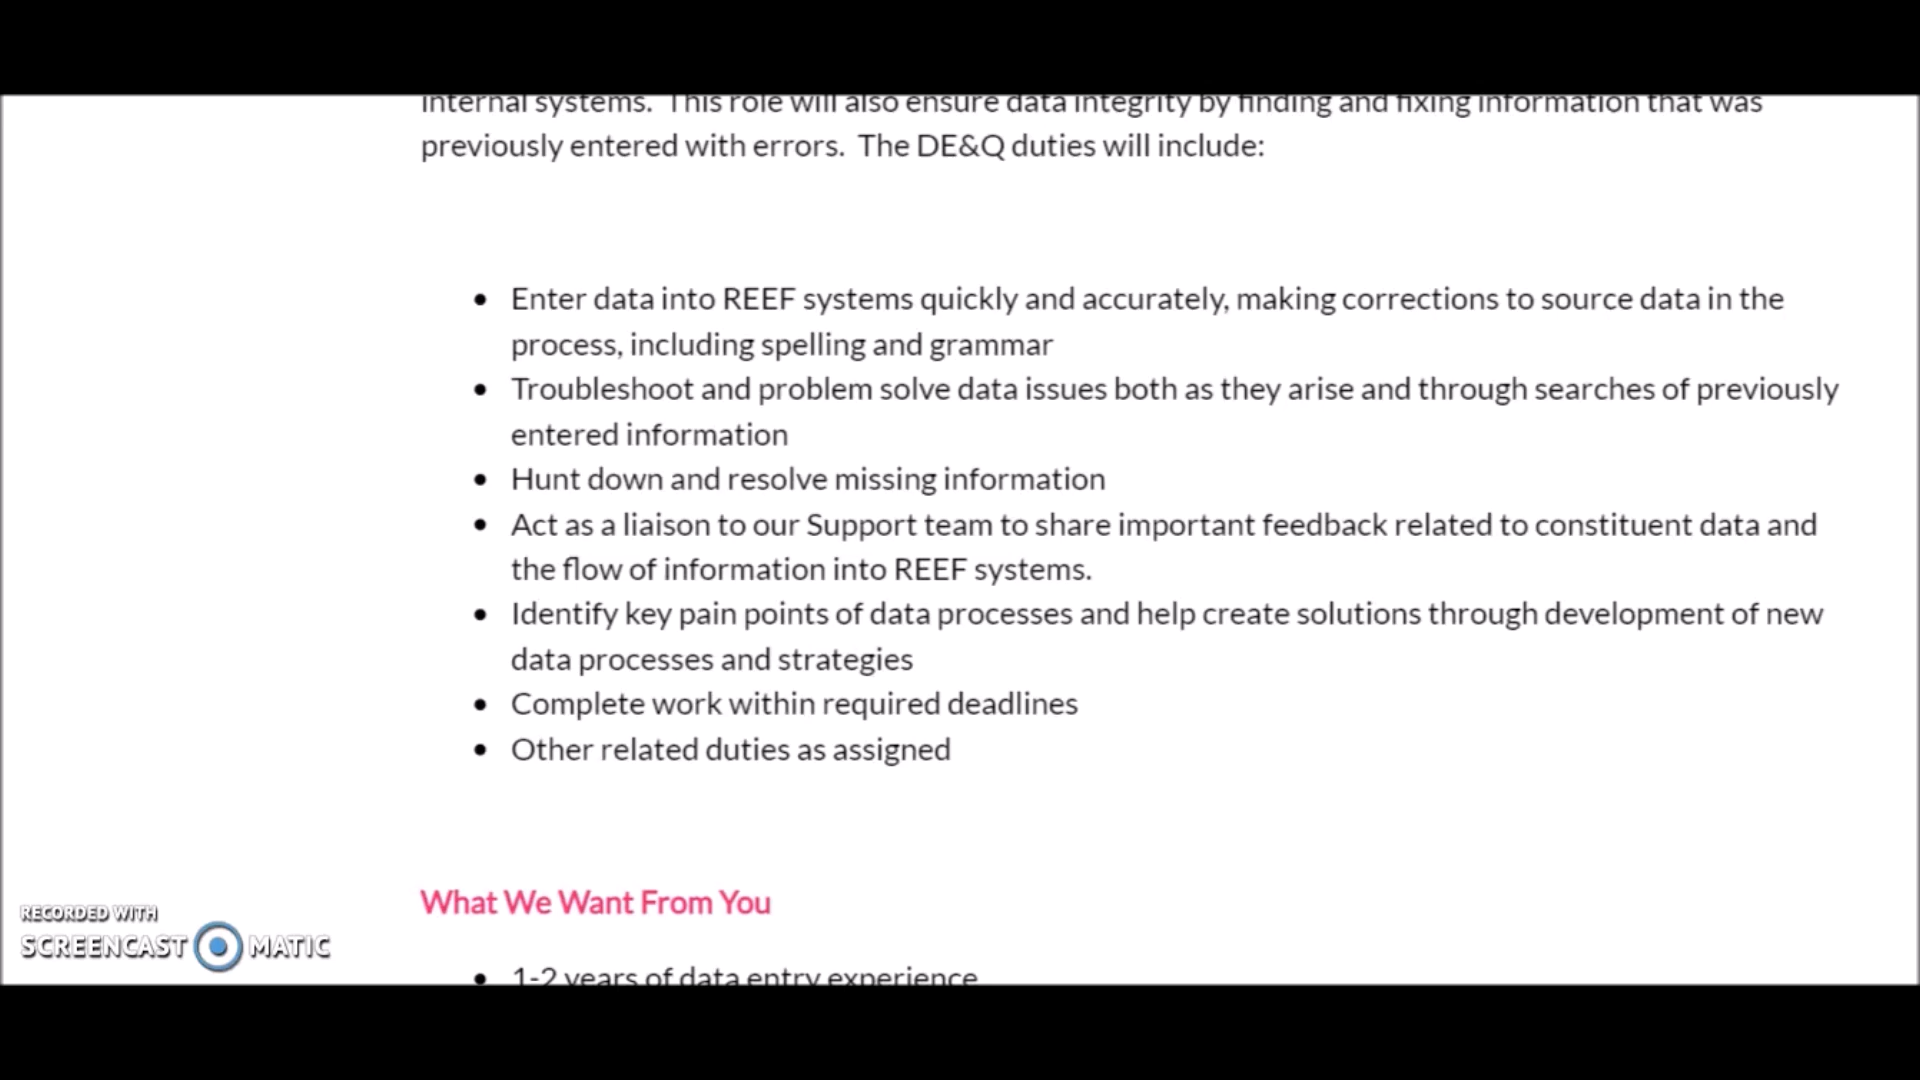 internal systems.  This role will also ensure data integrity by finding and fixing information that was
previously entered with errors.  The DE&Q duties will include:
• Enter data into REEF systems quickly and accurately, making corrections to source data in the
process, including spelling and grammar
• Troubleshoot and problem solve data issues both as they arise and through searches of previously
entered information
• Hunt down and resolve missing information
• Act as a liaison to our Support team to share important feedback related to constituent data and
the flow of information into REEF systems.
• Identify key pain points of data processes and help create solutions through development of new
data processes and strategies
• Complete work within required deadlines
• Other related duties as assigned
What We Want From You
• 1-2 years of data entry experience
RECORDED WITH
SCREENCAST MATIC